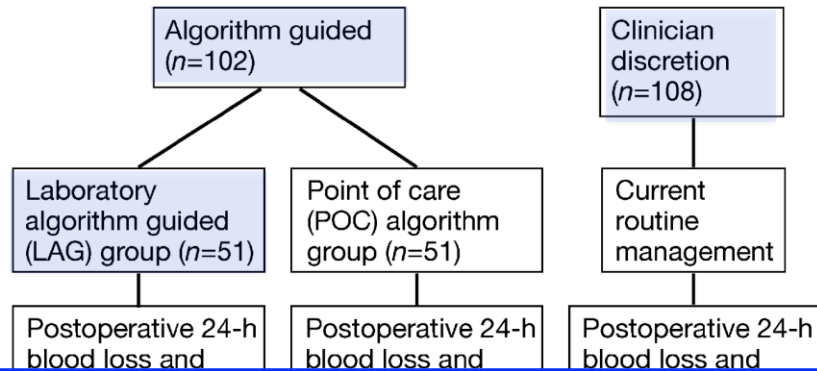 Algorithm guided
(n=102)
Clinician
discretion
(n=108)
Laboratory
algorithm guided
(LAG) group (n=51)
Point of care
(POC) algorithm
group (n=51)
Current
routine
management
Postoperative 24-h
blood loss and
Postoperative 24-h
blood loss and
Postoperative 24-h
blood loss and